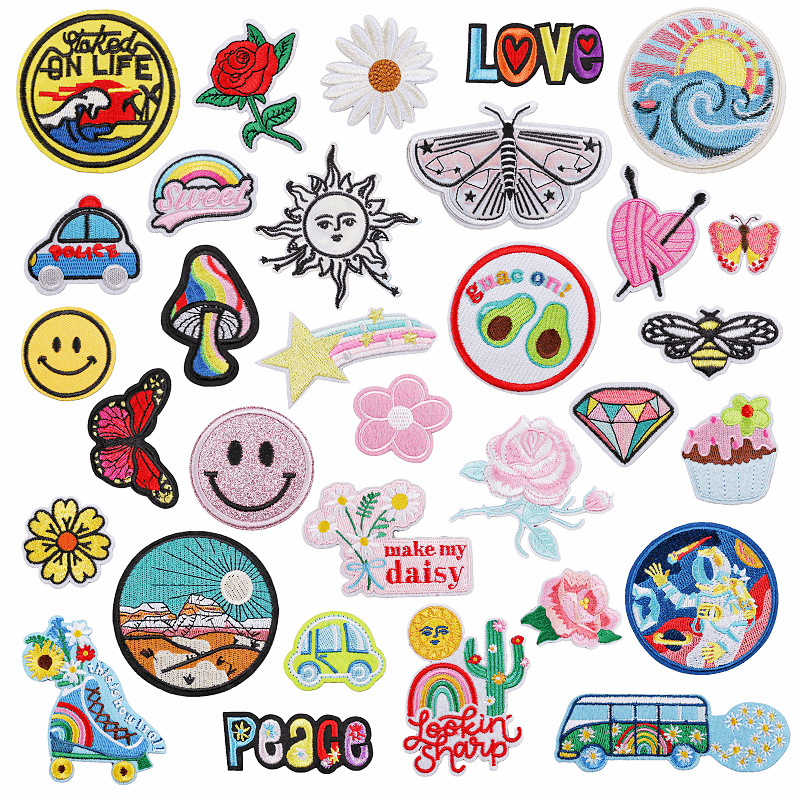 Stoked
ON LIFE
LOVE
Sweet
POLICE
guac on!
make my
daisy
Lookin'
sharp
Peace